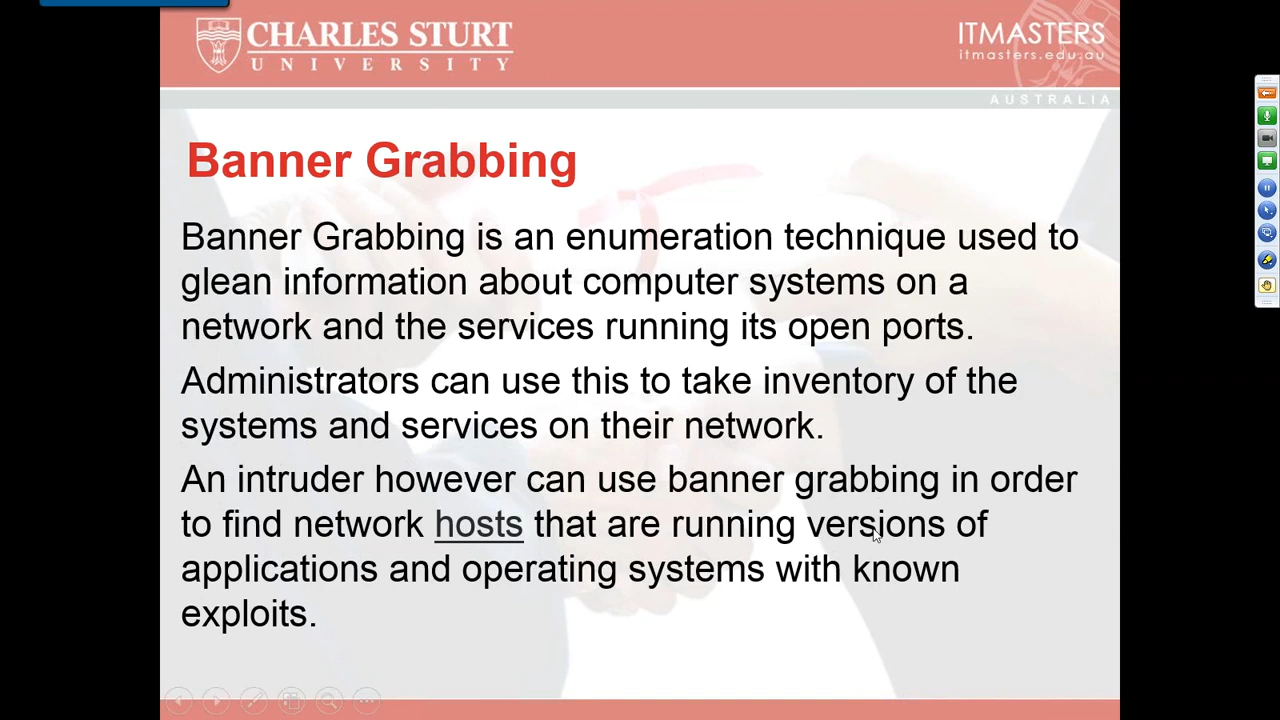 CHARLES STURT
UNIVERSITY
ITMASTERS
itmasters.edu.au
AUSTRALIA
Banner Grabbing
Banner Grabbing is an enumeration technique used to
glean information about computer systems on a
network and the services running its open ports.
Administrators can use this to take inventory of the
systems and services on their network.
An intruder however can use banner grabbing in order
to find network hosts that are running versions of
applications and operating systems with known
exploits.